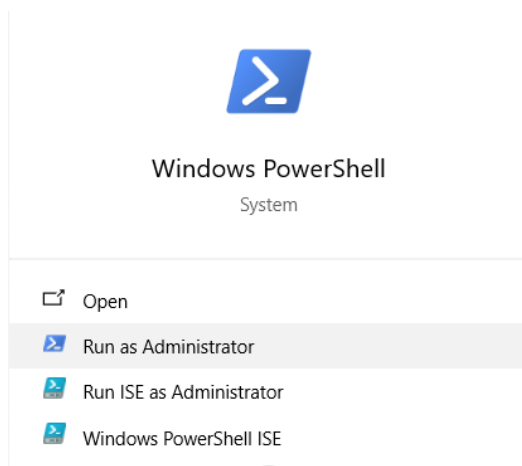 Windows PowerShell
System
Open
Run as Administrator
Run ISE as Administrator
Windows PowerShell ISE